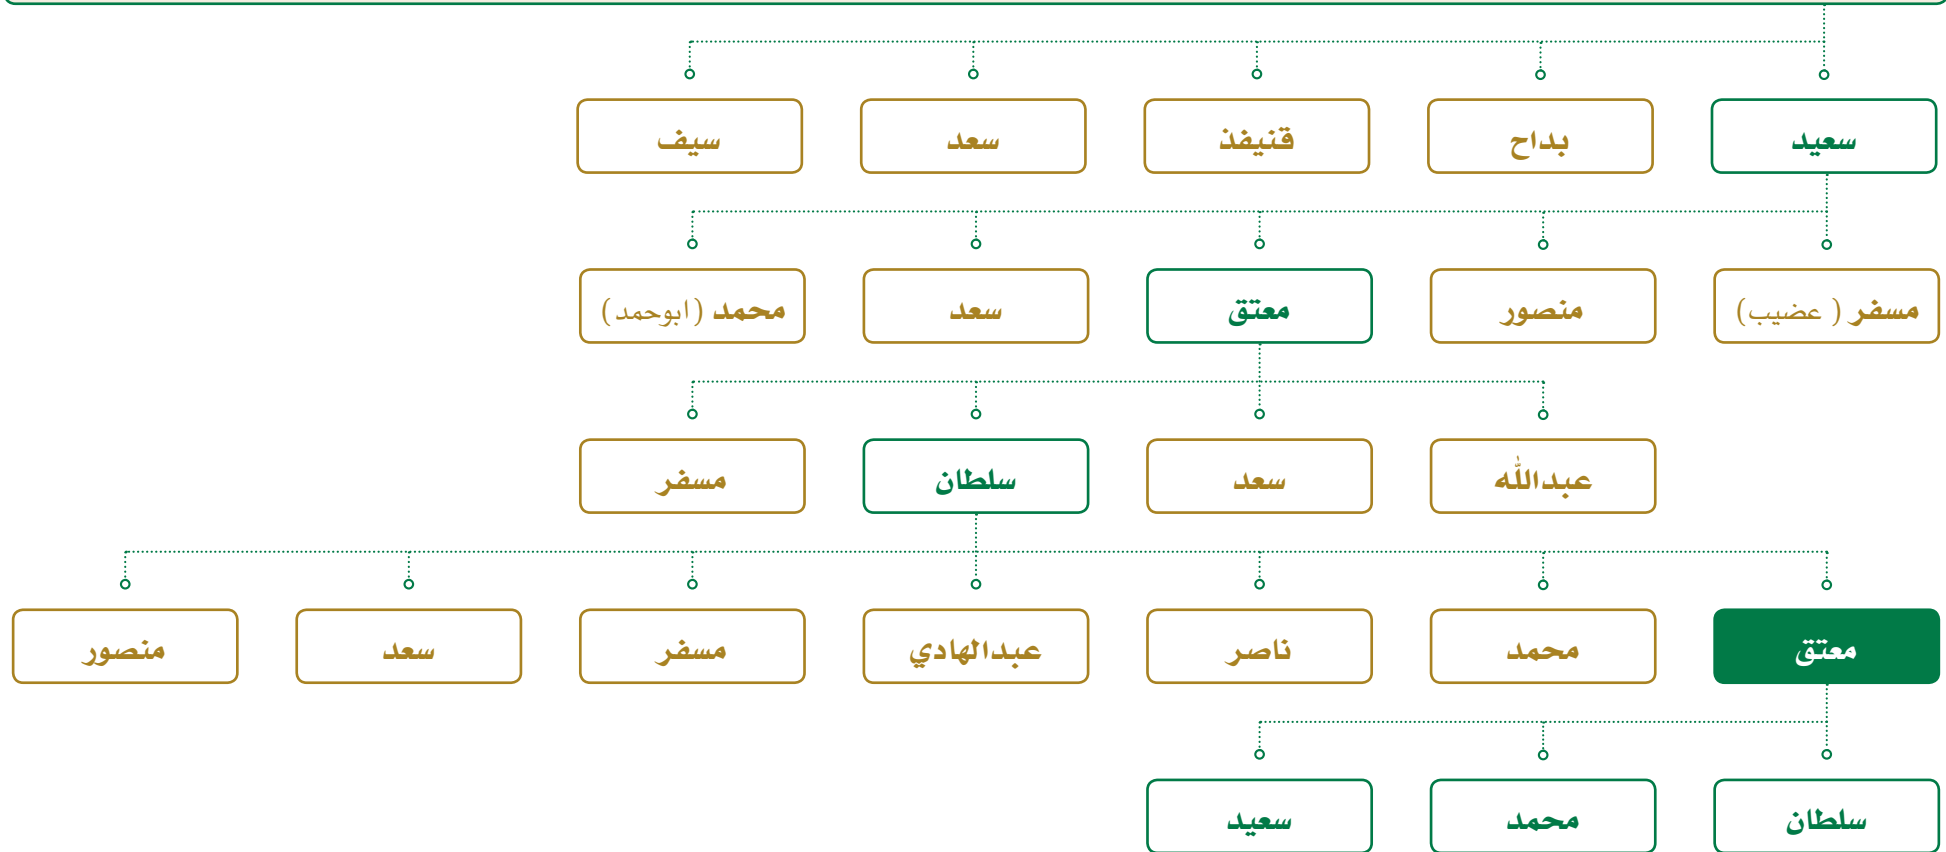 سعيد
بداح
قنيفذ
سعد
سيف
مسفر ( عضيب)
منصور
معتق
سعد
محمد (ابوحمد)
عبدالله
سعد
سلطان
مسفر
معتق
محمد
ناصر
عبدالهادي
مسفر
سعد
منصور
سلطان
محمد
سعيد